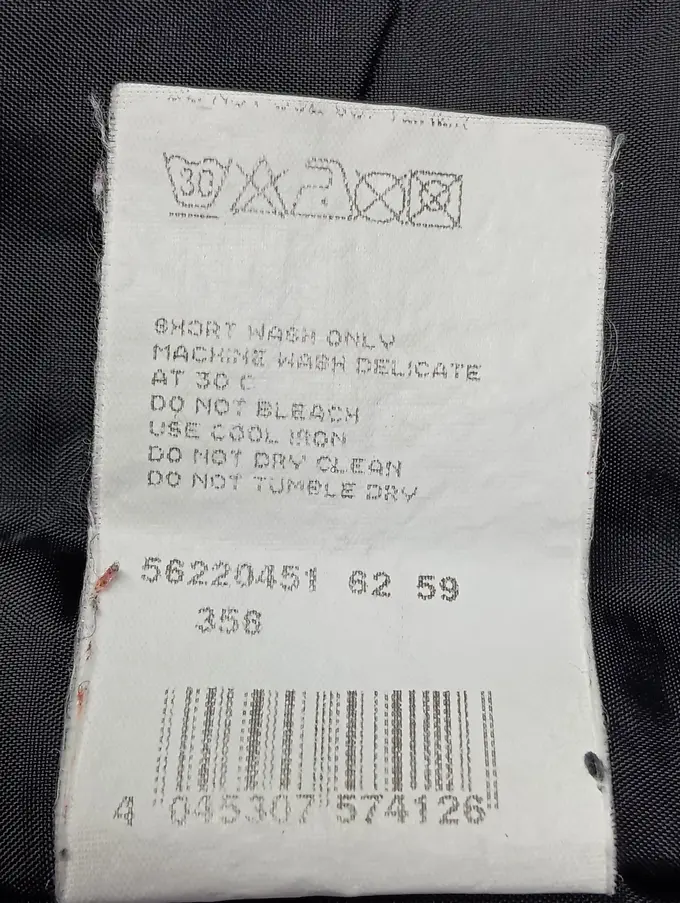 30
SHORT WASH ONLY
MACHINE WASH DELICATE
AT 30 C
DO NOT BLEACH
USE COOL IRON
DO NOT DRY CLEAN
DO NOT TUMBLE DRY
56220451 62 59
356
4 045307 574126